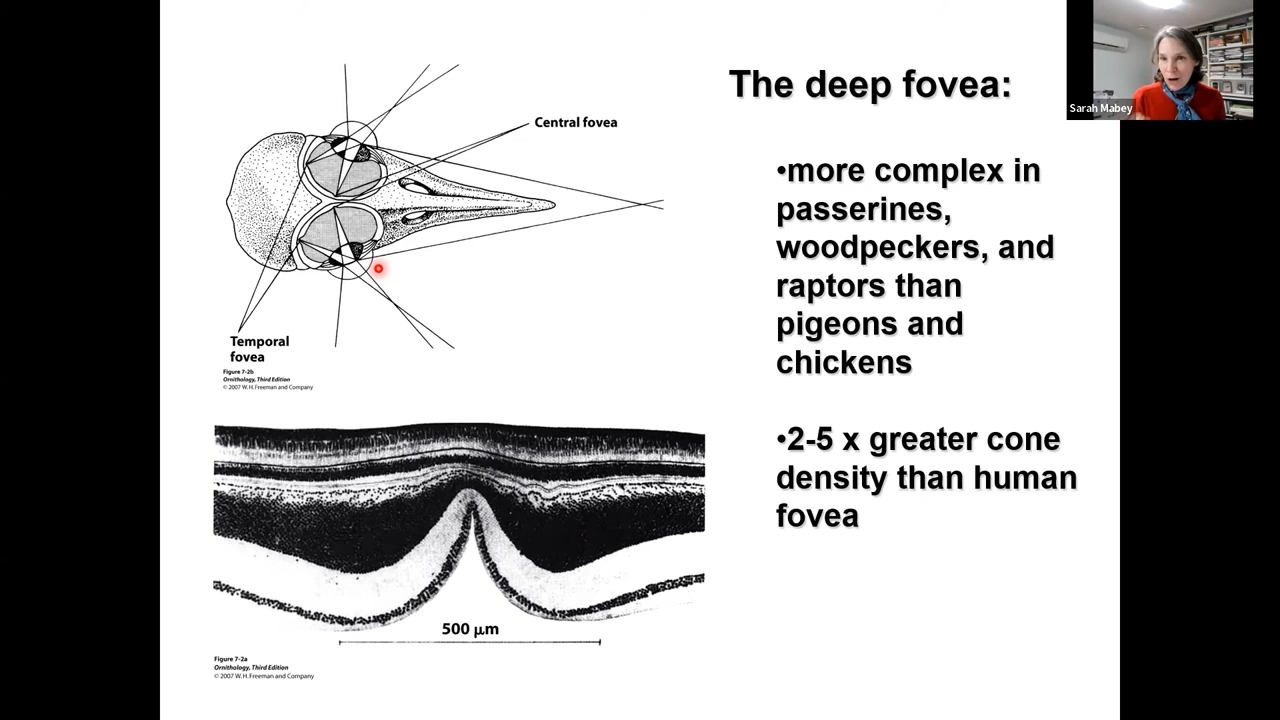 The deep fovea:
Sarah Mabey
Central fovea
•more complex in
passerines,
woodpeckers, and
raptors than
pigeons and
chickens
Temporal
fovea
Figure 7-2b
Ornithology, Third Edition
© 2007 W.H.Freeman and Company
•2-5 x greater cone
density than human
fovea
500 μm
Figure 7-2a
Ornithology, Third Edition
© 2007 W.H.Freeman and Company